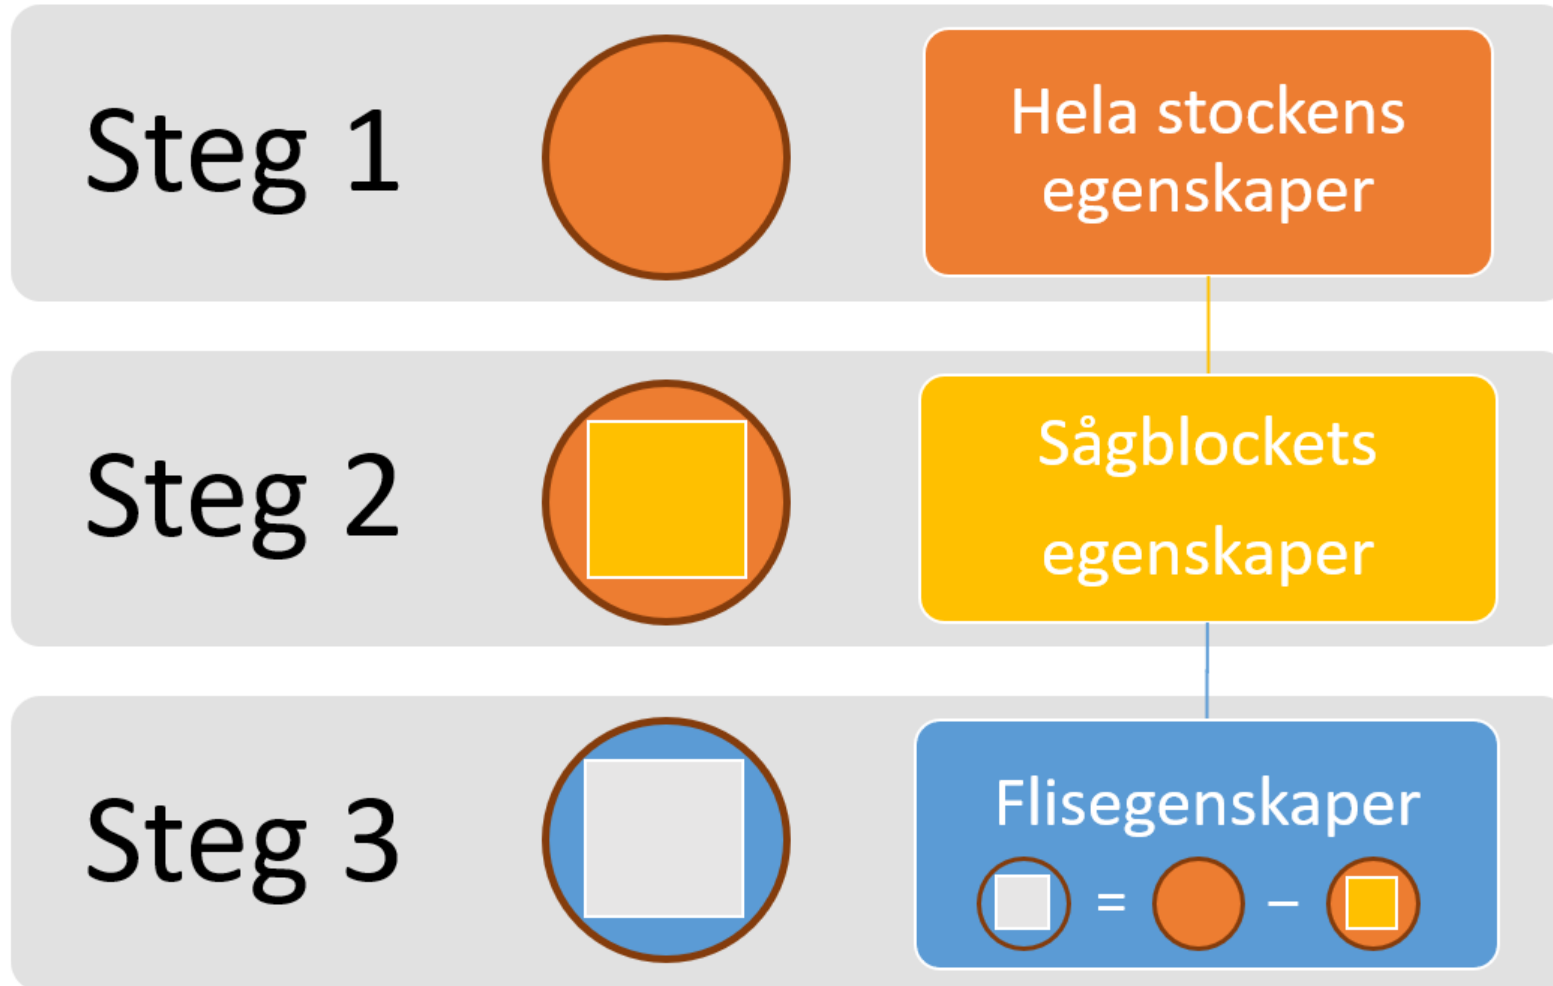 Steg 1
Hela stockens
egenskaper
Steg 2
Sågblockets
egenskaper
Steg 3
Flisegenskaper
= –